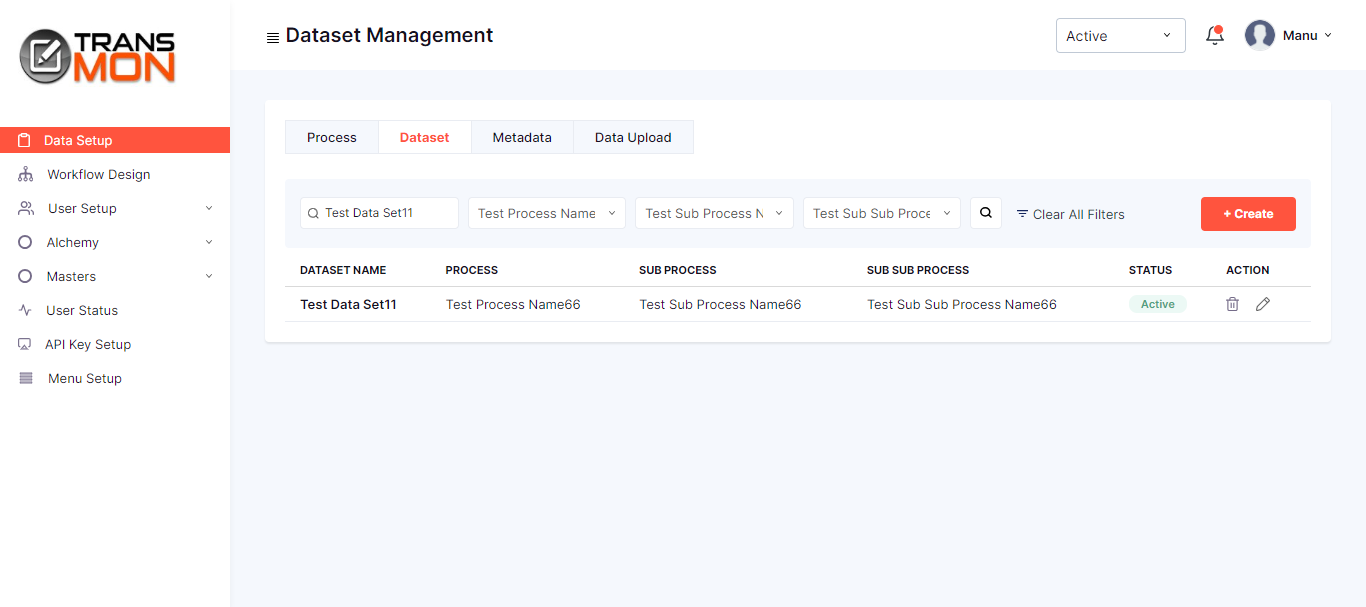 TRANS
MON
Dataset Management
Active
Manu
Data Setup
Workflow Design
User Setup
Alchemy
Masters
User Status
API Key Setup
Menu Setup
Process Dataset Metadata Data Upload
Test Data Set11 Test Process Name Test Sub Process N Test Sub Sub Proce Clear All Filters + Create
DATASET NAME PROCESS SUB PROCESS SUB SUB PROCESS STATUS ACTION
Test Data Set11 Test Process Name66 Test Sub Process Name66 Test Sub Sub Process Name66 Active